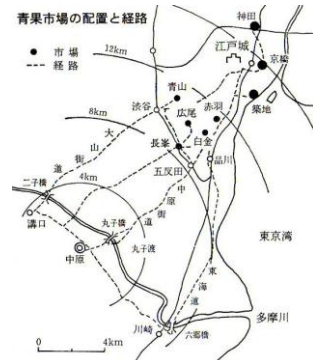 青果市場の配置と経路
神田
12km
江戸城
京橋
● 市 場
---- 経 路
青山
赤羽
築地
渋谷
広尾
8km
白金
大山街道
長峯
品川
五反田
二子橋
4km
中原街道
溝口
丸子橋
丸子渡
中原
東海道
東京湾
多摩川
川崎
六郷橋
0 4km